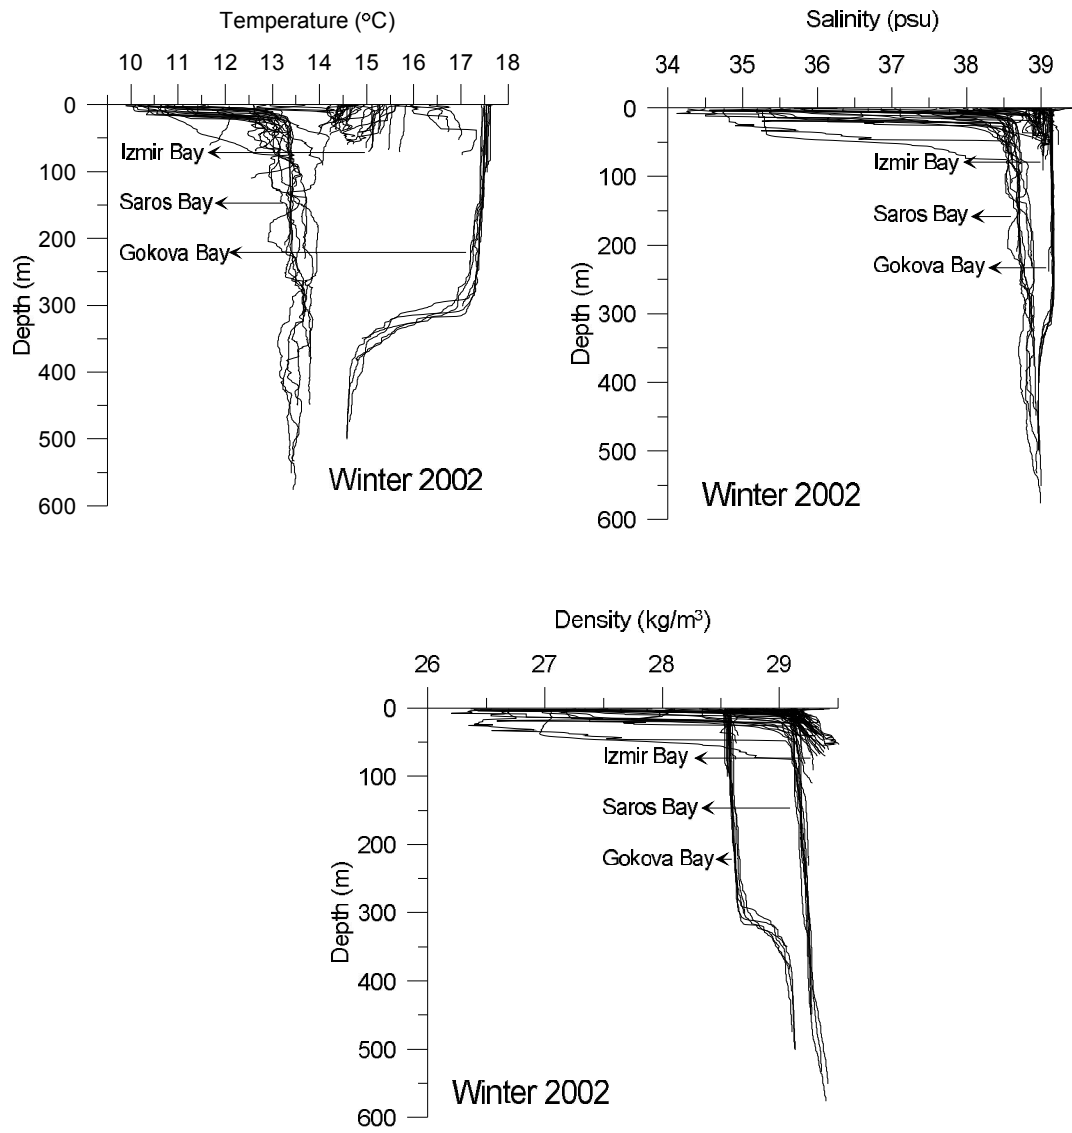 Temperature (°C)
10 11 12 13 14 15 16 17 18
0
100
200
300
400
500
600
Depth (m)
Izmir Bay
Saros Bay
Gokova Bay
Winter 2002
Salinity (psu)
34 35 36 37 38 39
0
100
200
300
400
500
600
Depth (m)
Izmir Bay
Saros Bay
Gokova Bay
Winter 2002
Density (kg/m³)
26 27 28 29
0
100
200
300
400
500
600
Depth (m)
Izmir Bay
Saros Bay
Gokova Bay
Winter 2002